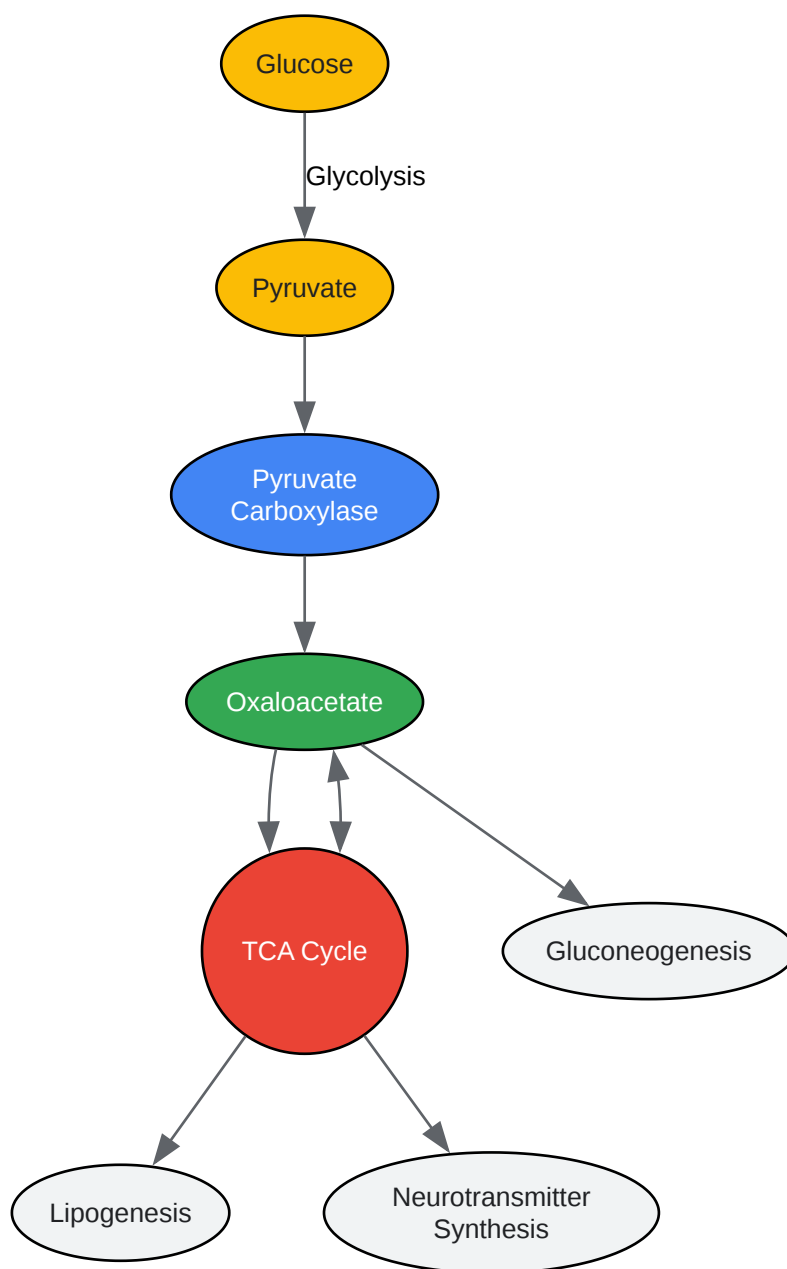 Glucose
Glycolysis
Pyruvate
Pyruvate
Carboxylase
Oxaloacetate
TCA Cycle
Gluconeogenesis
Lipogenesis
Neurotransmitter
Synthesis